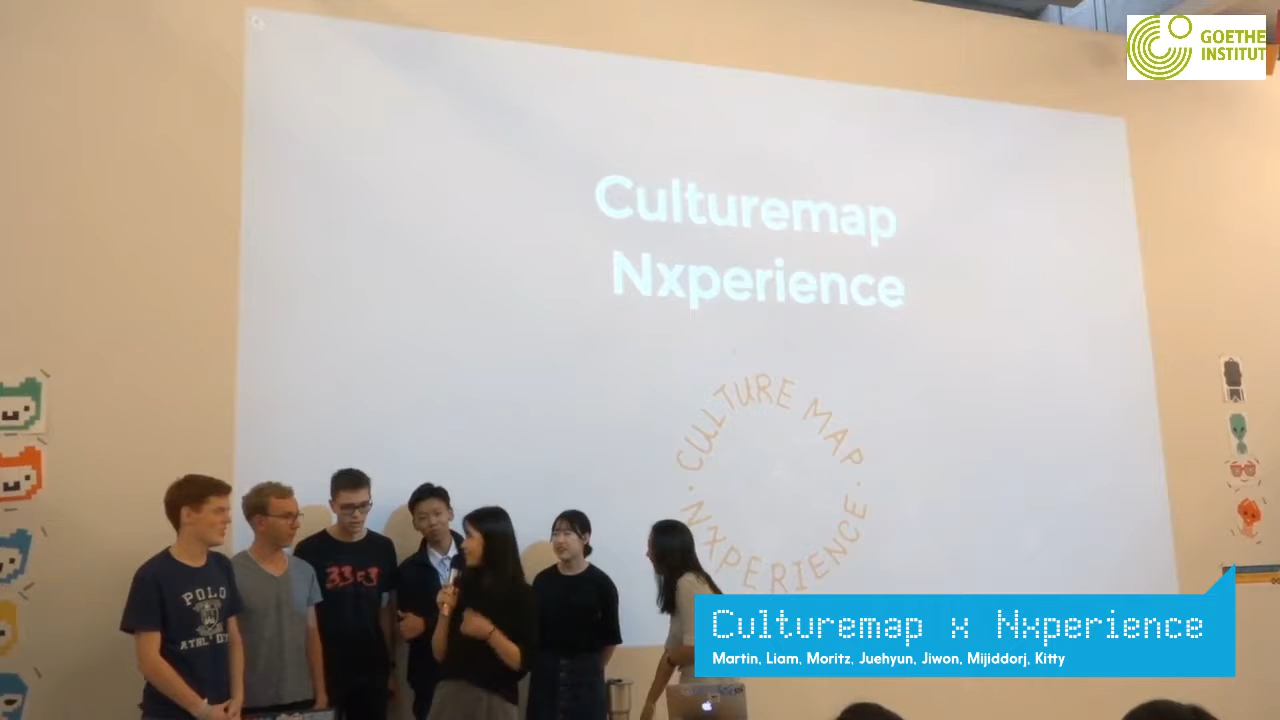 GOETHE
INSTITUT
Culturemap
Nxperience
CULTURE MAP · NXPERIENCE ·
POLO
Culturemap x Nxperience
Martin, Liam, Moritz, Juehyun, Jiwon, Mijiddorj, Kitty